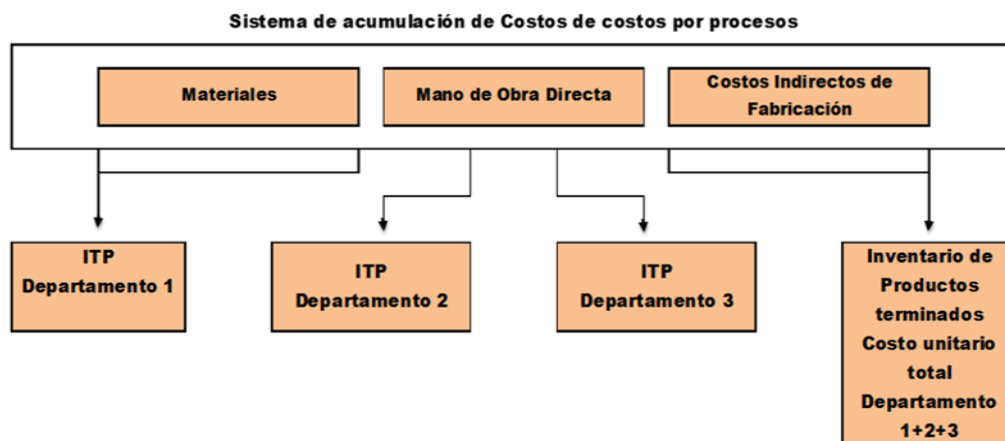 Sistema de acumulación de Costos de costos por procesos
Materiales
Mano de Obra Directa
Costos Indirectos de
Fabricación
ITP
Departamento 1
ITP
Departamento 2
ITP
Departamento 3
Inventario de
Productos
terminados
Costo unitario
total
Departamento
1+2+3